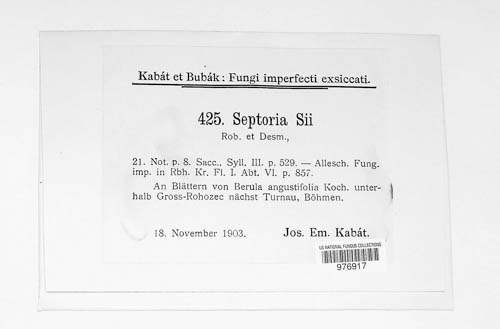 Kabát et Bubák: Fungi imperfecti exsiccati.
425. Septoria Sii
Rob. et Desm.,
21. Not. p. 8. Sacc.. Syll. III. p. 529. — Allesch. Fung.
imp. in Rbh. Kr. Fl. I. Abt. VI. p. 857.
An Blättern von Berula angustifolia Koch. unter-
halb Gross-Rohozec nächst Turnau, Böhmen.
18. November 1903. Jos. Em. Kabát.
US NATIONAL FUNGUS COLLECTIONS
976917